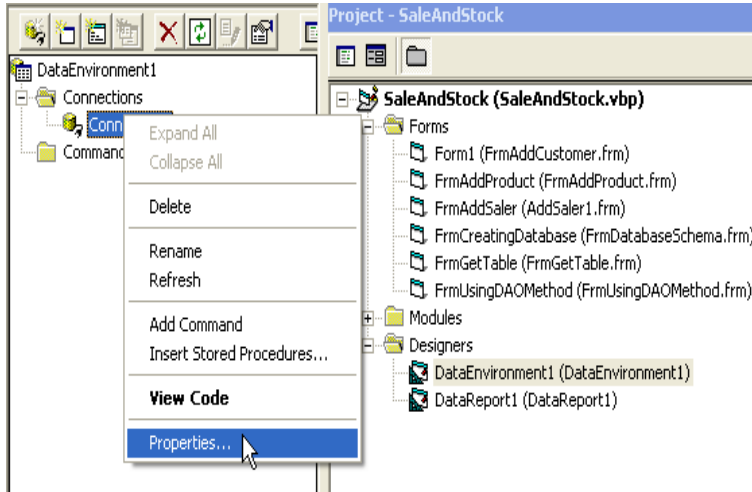 DataEnvironment1
Connections
Conn
Command
Expand All
Collapse All
Delete
Rename
Refresh
Add Command
Insert Stored Procedures...
View Code
Properties...
Project - SaleAndStock
SaleAndStock (SaleAndStock.vbp)
Forms
Form1 (FrmAddCustomer.frm)
FrmAddProduct (FrmAddProduct.frm)
FrmAddSaler (AddSaler1.frm)
FrmCreatingDatabase (FrmDatabaseSchema.frm)
FrmGetTable (FrmGetTable.frm)
FrmUsingDAOMethod (FrmUsingDAOMethod.frm)
Modules
Designers
DataEnvironment1 (DataEnvironment1)
DataReport1 (DataReport1)